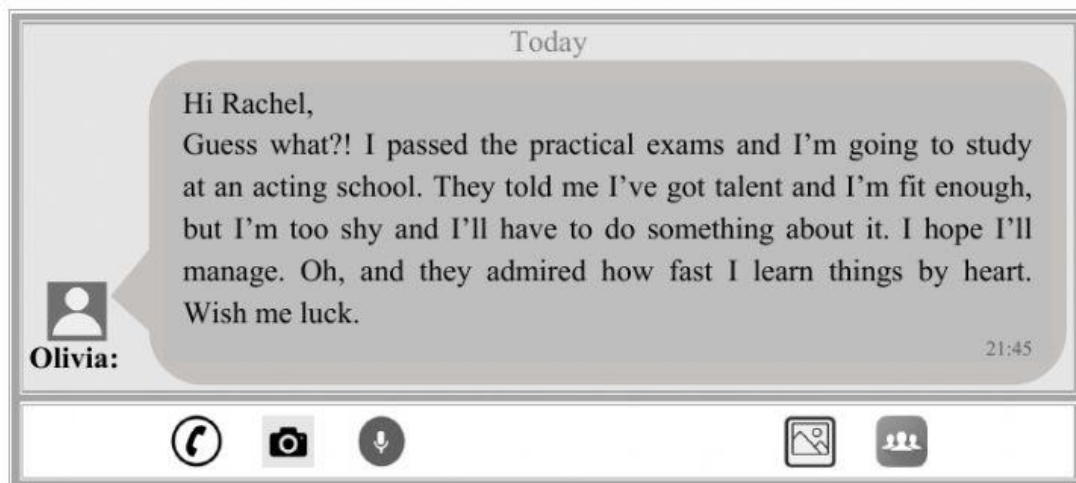 Today
Hi Rachel,
Guess what?! I passed the practical exams and I'm going to study
at an acting school. They told me I've got talent and I'm fit enough,
but I'm too shy and I'll have to do something about it. I hope I'll
manage. Oh, and they admired how fast I learn things by heart.
Wish me luck.
21:45
Olivia: